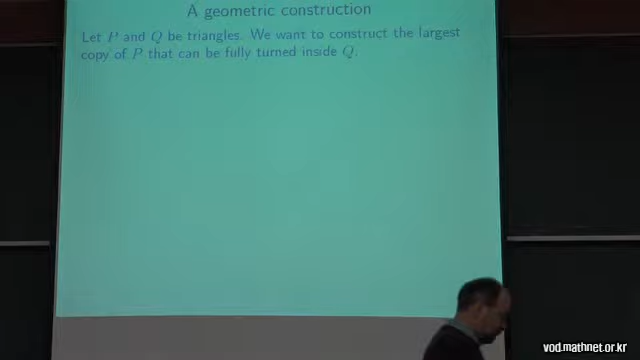 A geometric construction
Let P and Q be triangles. We want to construct the largest
copy of P that can be fully turned inside Q.
vod.mathnet.or.kr